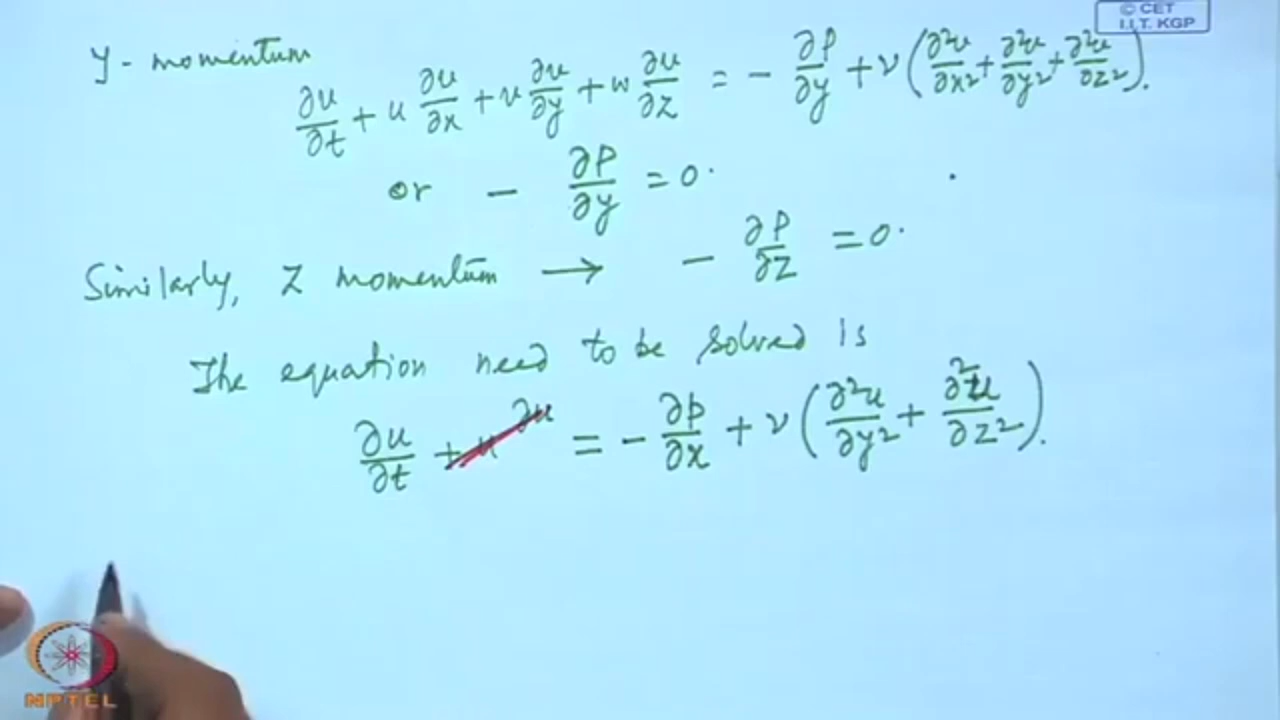 © CET
I.I.T. KGP
Y - momentum
∂v/∂t + u ∂v/∂x + v ∂v/∂y + w ∂v/∂z = - ∂p/∂y + ν (∂²v/∂x² + ∂²v/∂y² + ∂²v/∂z²).
or - ∂p/∂y = 0.
Similarly, Z momentum → - ∂p/∂z = 0.
The equation need to be solved is
∂u/∂t + u ∂u = - ∂p/∂x + ν (∂²u/∂y² + ∂²u/∂z²).
NPTEL